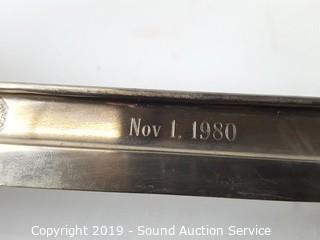 Nov 1, 1980
Copyright 2019 - Sound Auction Service